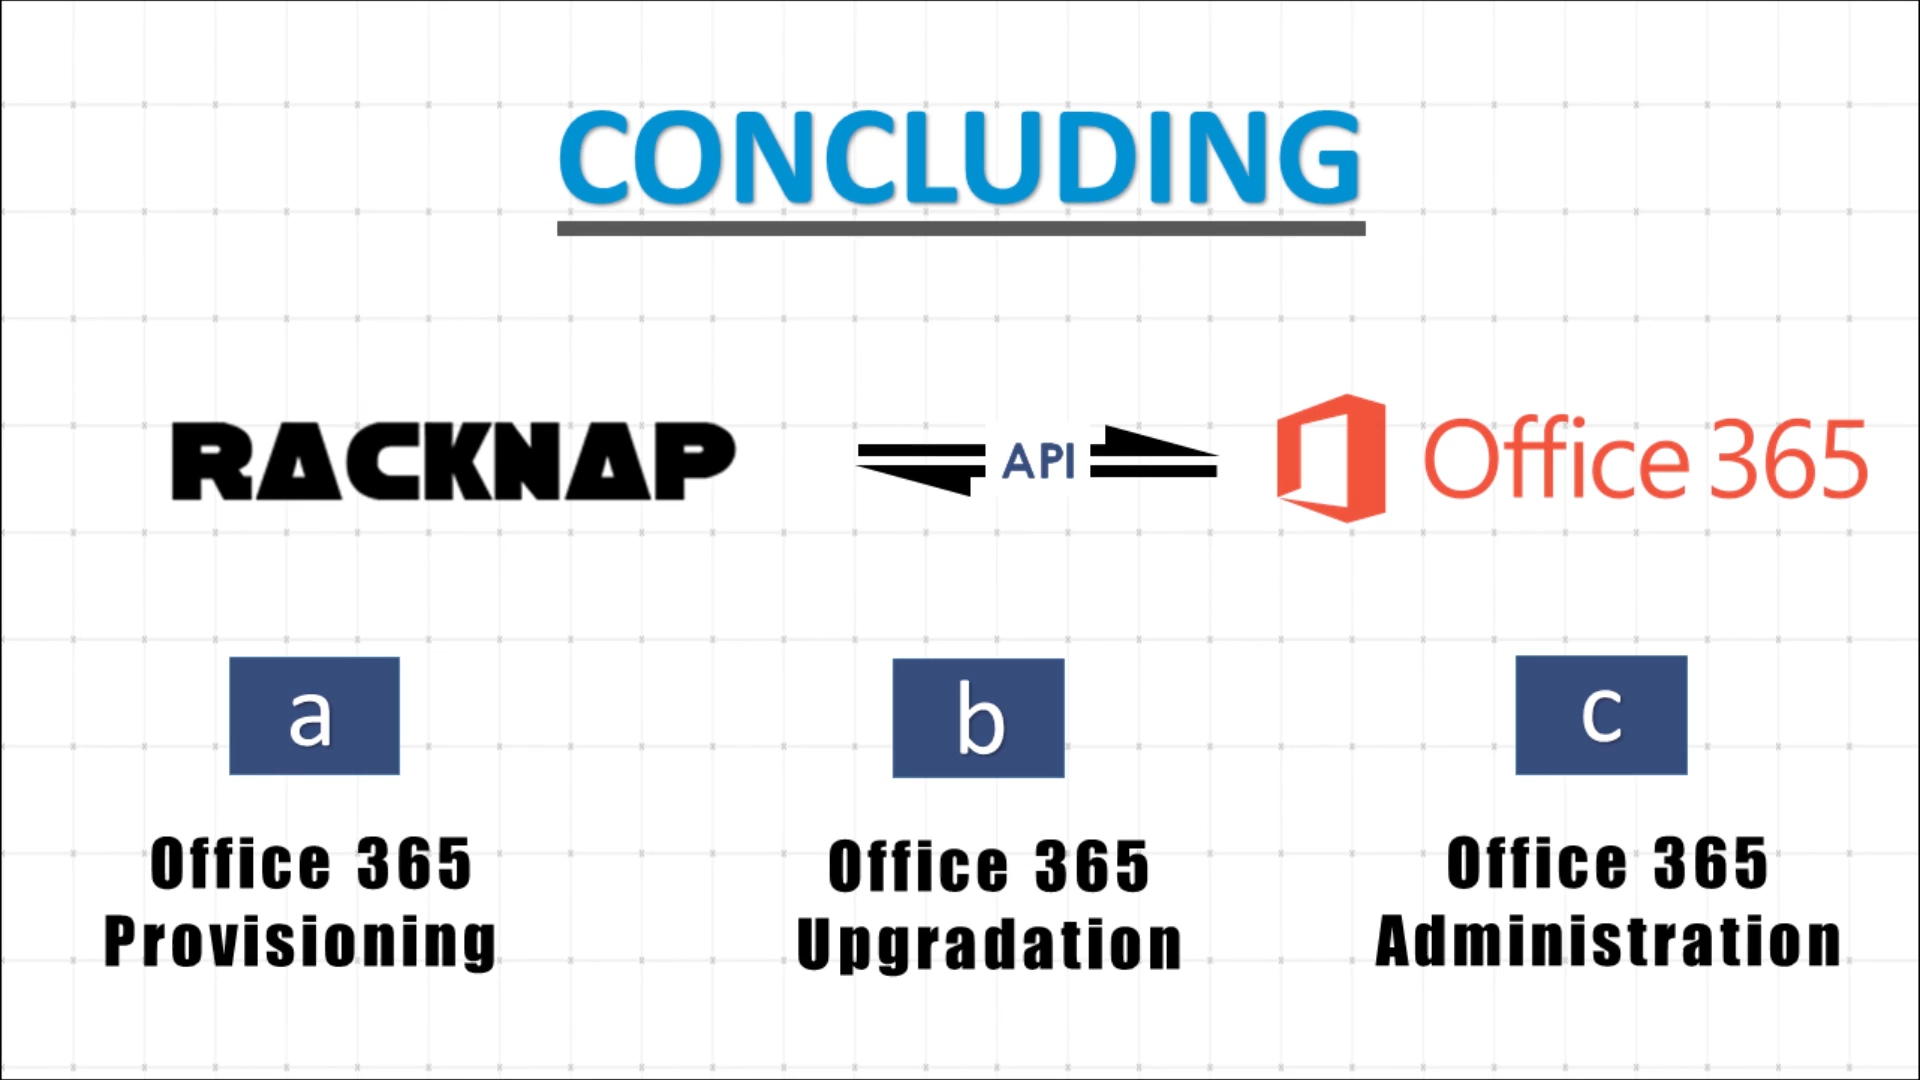 CONCLUDING
RACKNAP API Office 365
a b c
Office 365 Provisioning
Office 365 Upgradation
Office 365 Administration